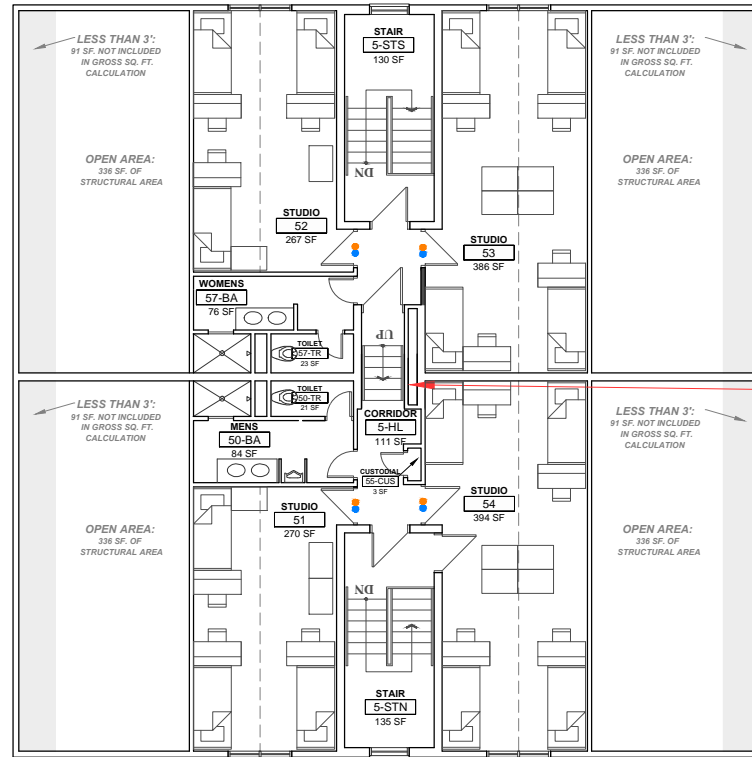 LESS THAN 3':
91 SF. NOT INCLUDED
IN GROSS SQ. FT.
CALCULATION
OPEN AREA:
336 SF. OF
STRUCTURAL AREA
STAIR
5-STS
130 SF
DN
LESS THAN 3':
91 SF. NOT INCLUDED
IN GROSS SQ. FT.
CALCULATION
OPEN AREA:
336 SF. OF
STRUCTURAL AREA
STUDIO
52
267 SF
STUDIO
53
386 SF
WOMENS
57-BA
76 SF
TOILET
57-TR
23 SF
UP
TOILET
50-TR
21 SF
MENS
50-BA
84 SF
CORRIDOR
5-HL
111 SF
CUSTODIAL
55-CUS
3 SF
LESS THAN 3':
91 SF. NOT INCLUDED
IN GROSS SQ. FT.
CALCULATION
OPEN AREA:
336 SF. OF
STRUCTURAL AREA
LESS THAN 3':
91 SF. NOT INCLUDED
IN GROSS SQ. FT.
CALCULATION
OPEN AREA:
336 SF. OF
STRUCTURAL AREA
STUDIO
51
270 SF
STUDIO
54
394 SF
DN
STAIR
5-STN
135 SF